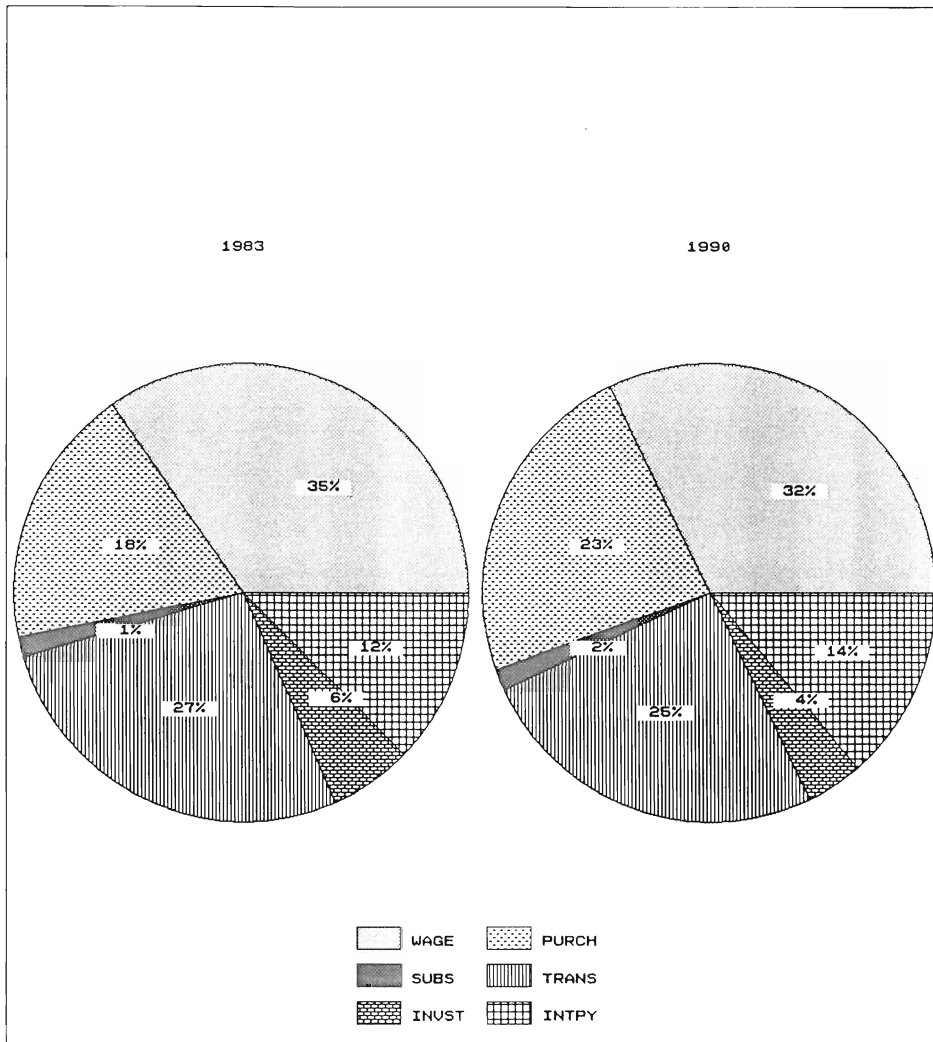 1983 1990
35% 32%
18% 23%
1% 2%
12% 14%
6% 4%
27% 25%
WAGE PURCH
SUBS TRANS
INVST INTPY